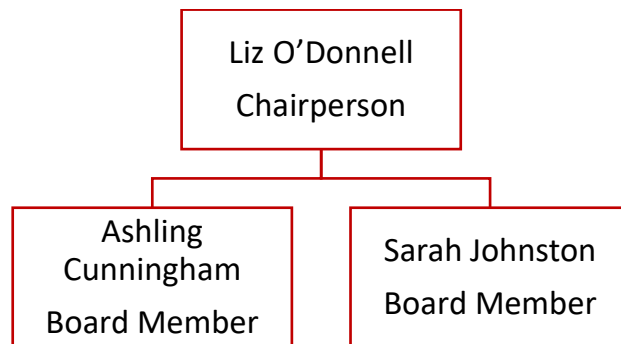 Liz O’Donnell
Chairperson
Ashling
Cunningham
Board Member
Sarah Johnston
Board Member